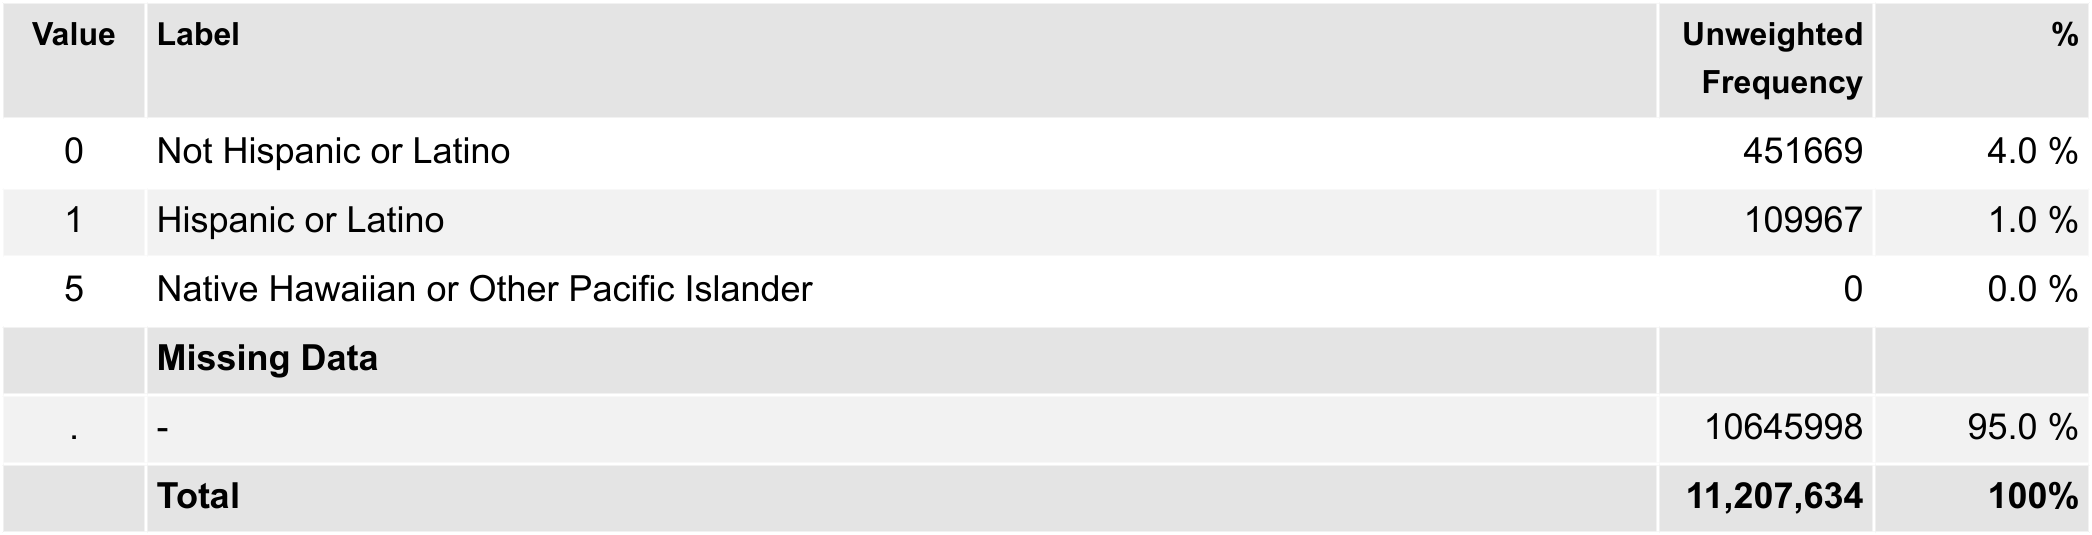 Value Label Unweighted Frequency %
0 Not Hispanic or Latino 451669 4.0 %
1 Hispanic or Latino 109967 1.0 %
5 Native Hawaiian or Other Pacific Islander 0 0.0 %
Missing Data
. - 10645998 95.0 %
Total 11,207,634 100%